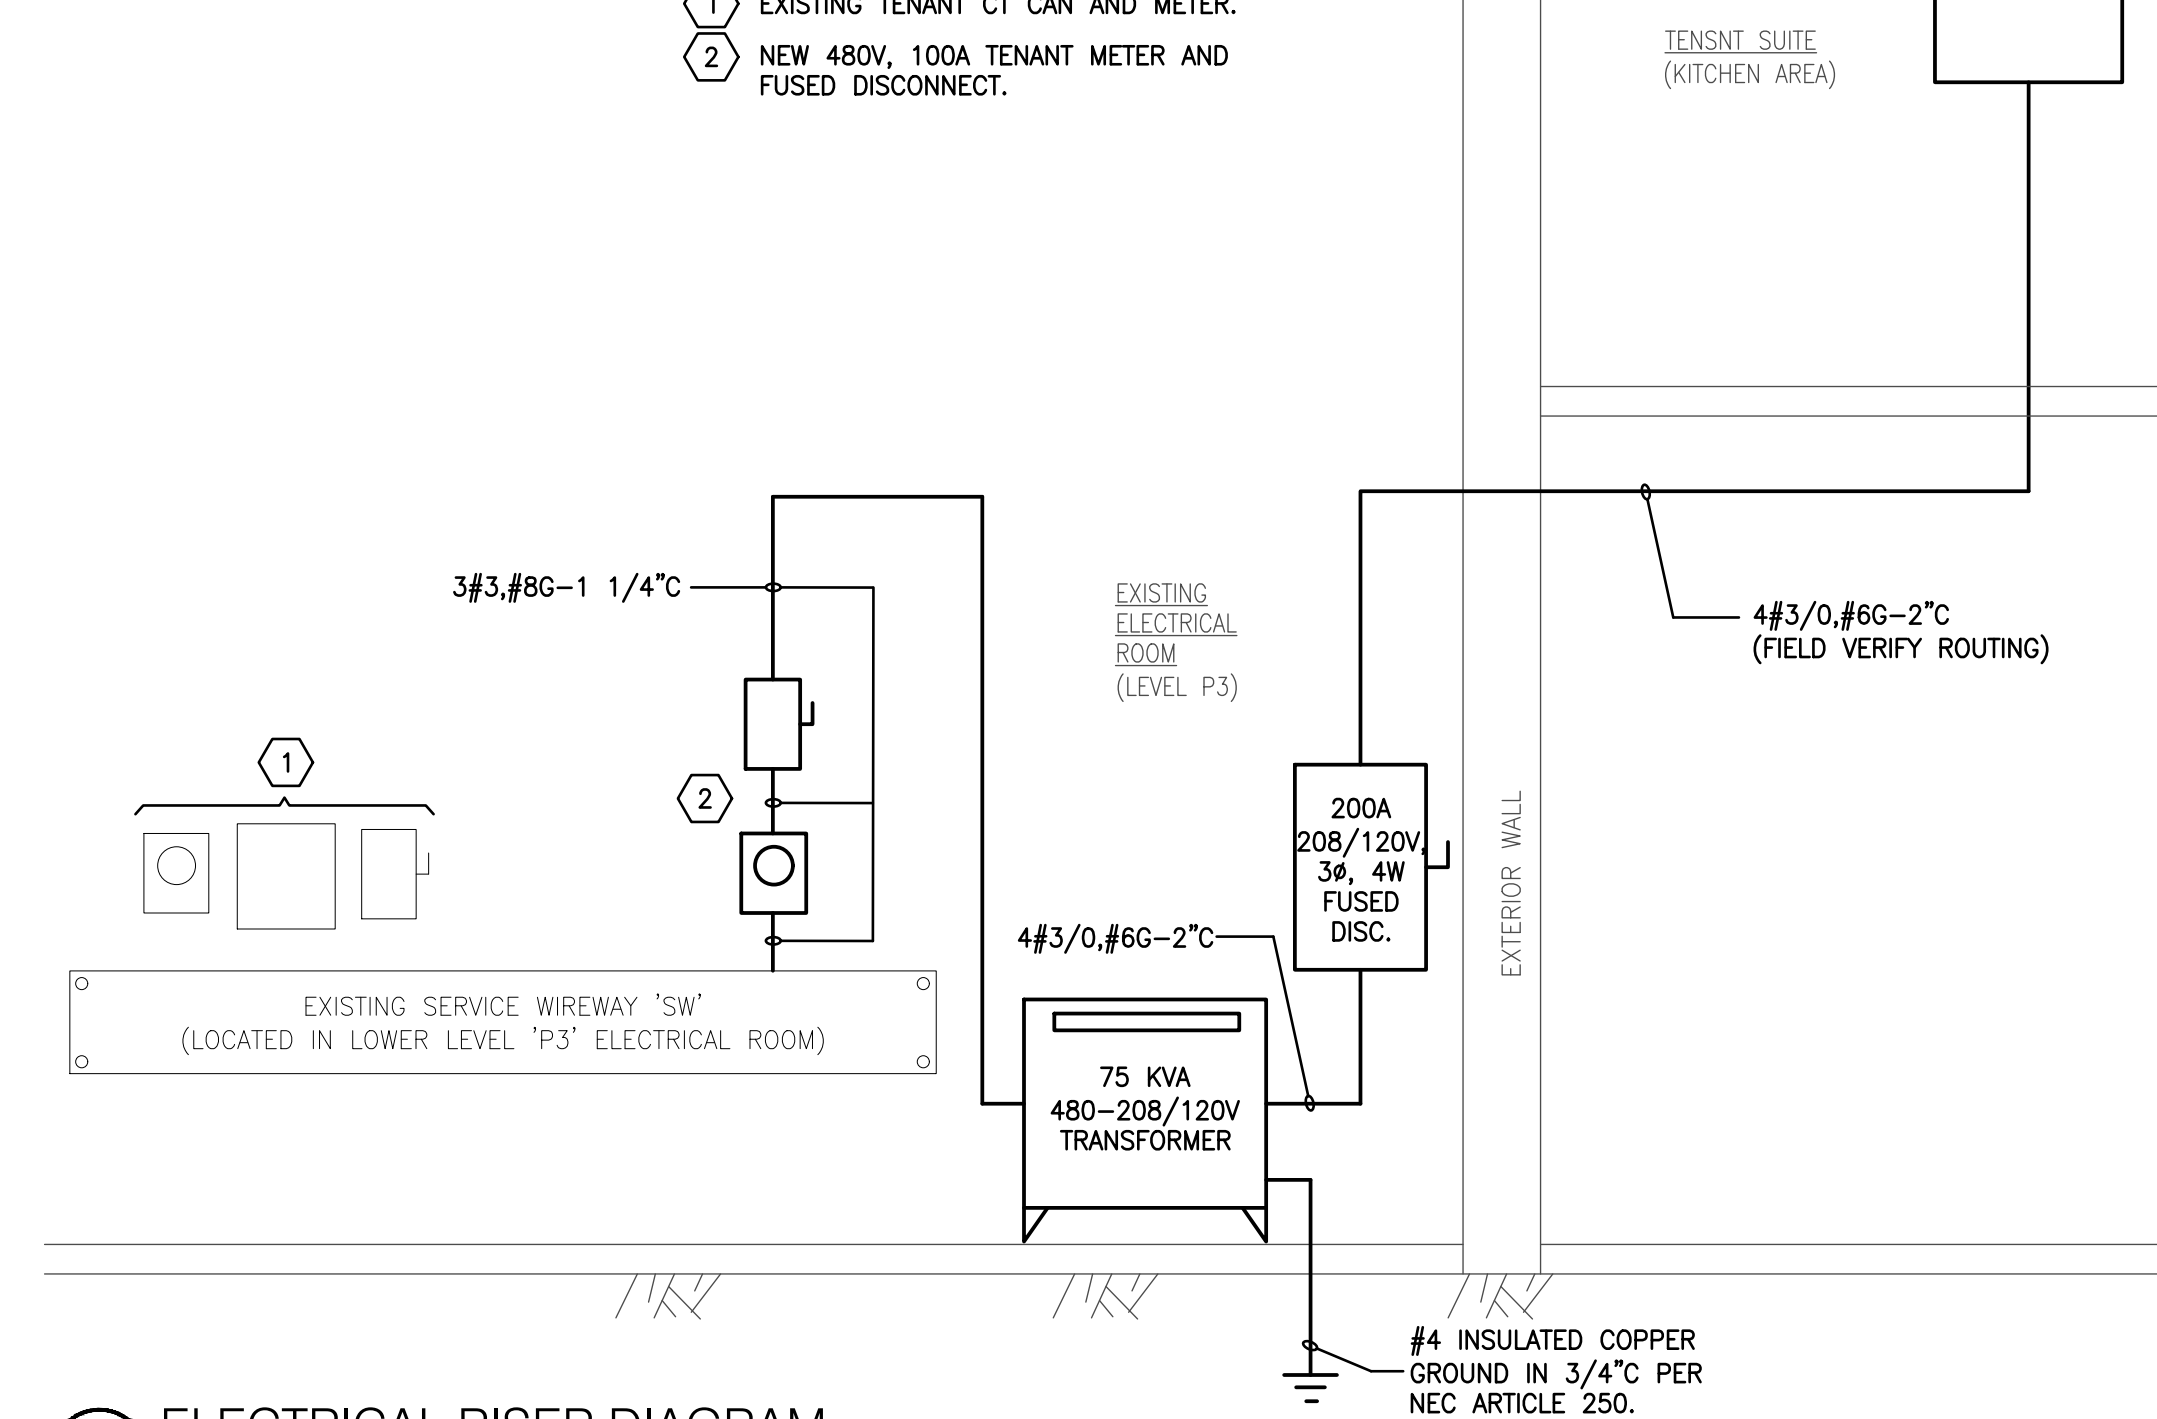 1 EXISTING TENANT CT CAN AND METER.
2 NEW 480V, 100A TENANT METER AND
FUSED DISCONNECT.
TENSNT SUITE
(KITCHEN AREA)
3#3,#8G-1 1/4"C
EXISTING
ELECTRICAL
ROOM
(LEVEL P3)
4#3/0,#6G-2"C
(FIELD VERIFY ROUTING)
1
2
200A
208/120V,
3ø, 4W
FUSED
DISC.
EXTERIOR WALL
4#3/0,#6G-2"C
EXISTING SERVICE WIREWAY 'SW'
(LOCATED IN LOWER LEVEL 'P3' ELECTRICAL ROOM)
75 KVA
480-208/120V
TRANSFORMER
#4 INSULATED COPPER
GROUND IN 3/4"C PER
NEC ARTICLE 250.
ELECTRICAL RISER DIAGRAM